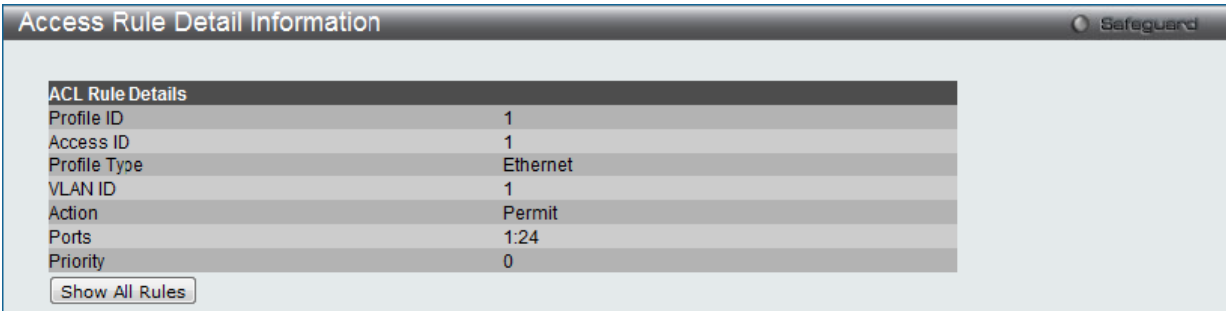 Access Rule Detail Information Safeguard
ACL Rule Details
Profile ID 1
Access ID 1
Profile Type Ethernet
VLAN ID 1
Action Permit
Ports 1:24
Priority 0
Show All Rules